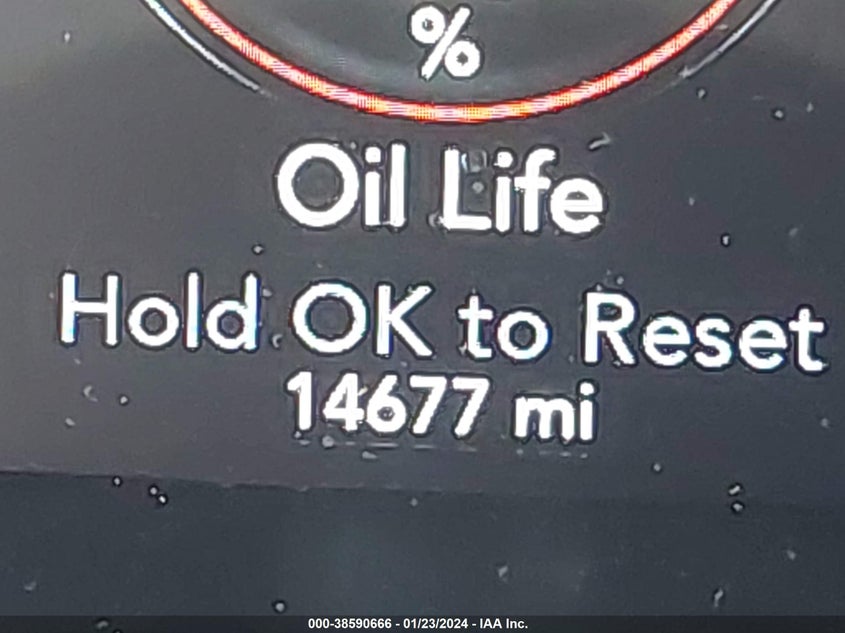 %
Oil Life
Hold OK to Reset
14677 mi
000-38590666 - 01/23/2024 - IAA Inc.